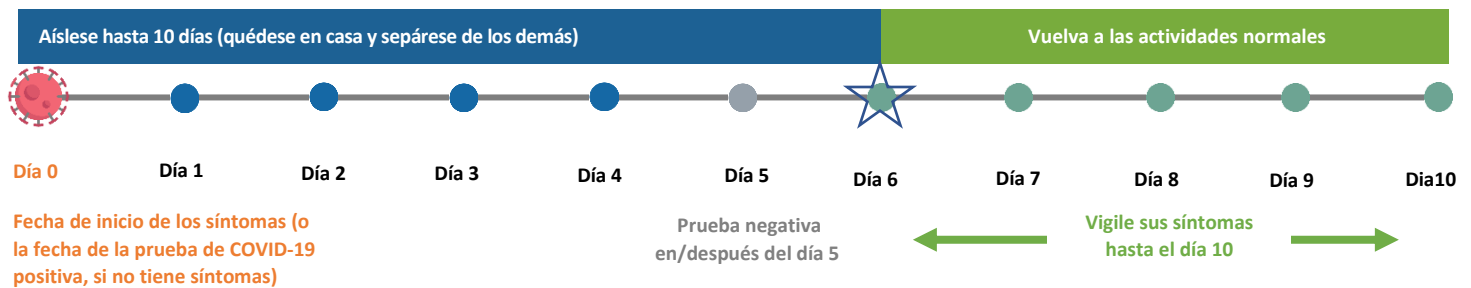 Aíslese hasta 10 días (quédese en casa y sepárese de los demás)
Vuelva a las actividades normales
Día 0
Día 1
Día 2
Día 3
Día 4
Día 5
Día 6
Día 7
Día 8
Día 9
Dia10
Fecha de inicio de los síntomas (o
la fecha de la prueba de COVID-19
positiva, si no tiene síntomas)
Prueba negativa
en/después del día 5
Vigile sus síntomas
hasta el día 10